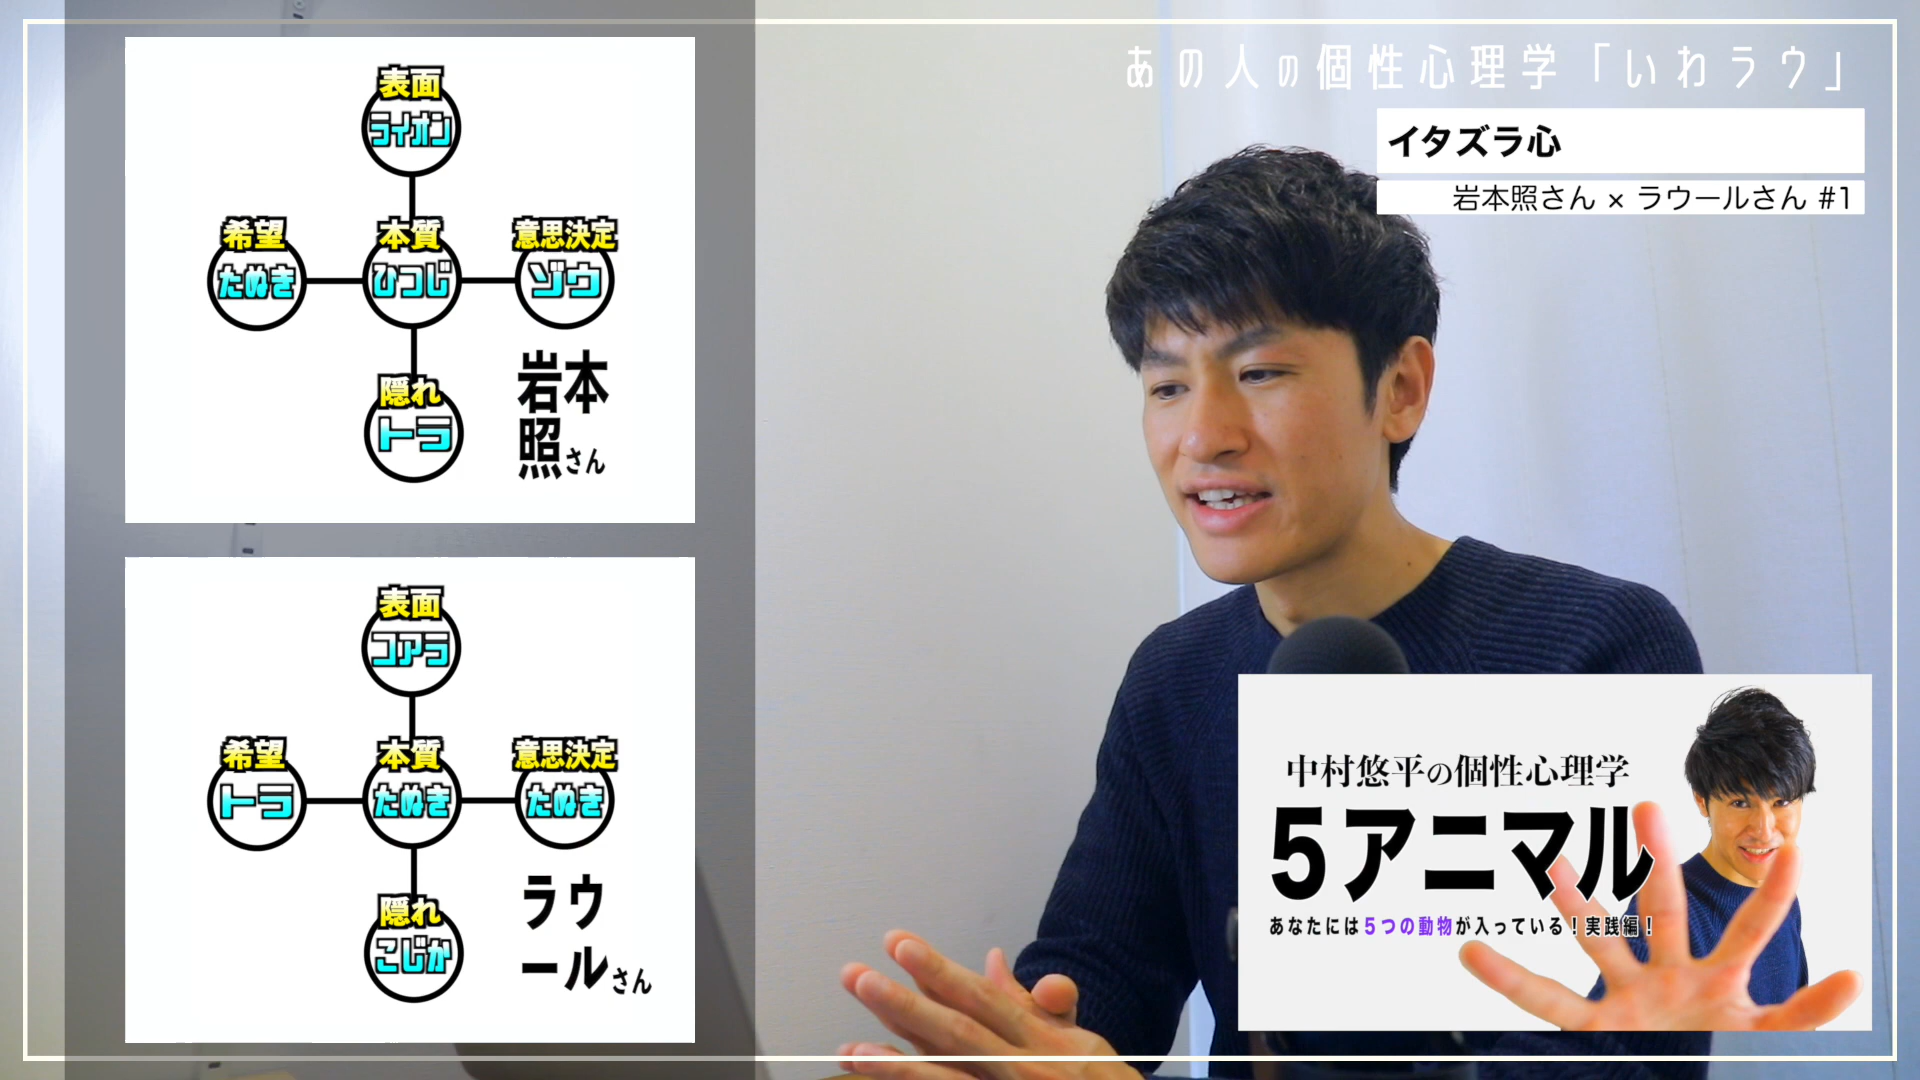 あの人の個性心理学「いわラウ」
イタズラ心
岩本照さん × ラウールさん #1
表面
ライオン
希望
たぬき
本質
ひつじ
意思決定
ゾウ
隠れ
トラ
岩本
照さん
表面
コアラ
希望
トラ
本質
たぬき
意思決定
たぬき
隠れ
こじか
ラウ
ールさん
中村悠平の個性心理学
5アニマル
あなたには5つの動物が入っている！実践編！